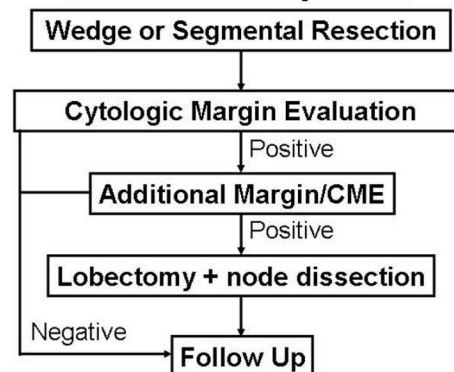 Wedge or Segmental Resection
Cytologic Margin Evaluation
Positive
Additional Margin/CME
Positive
Lobectomy + node dissection
Negative
Follow Up